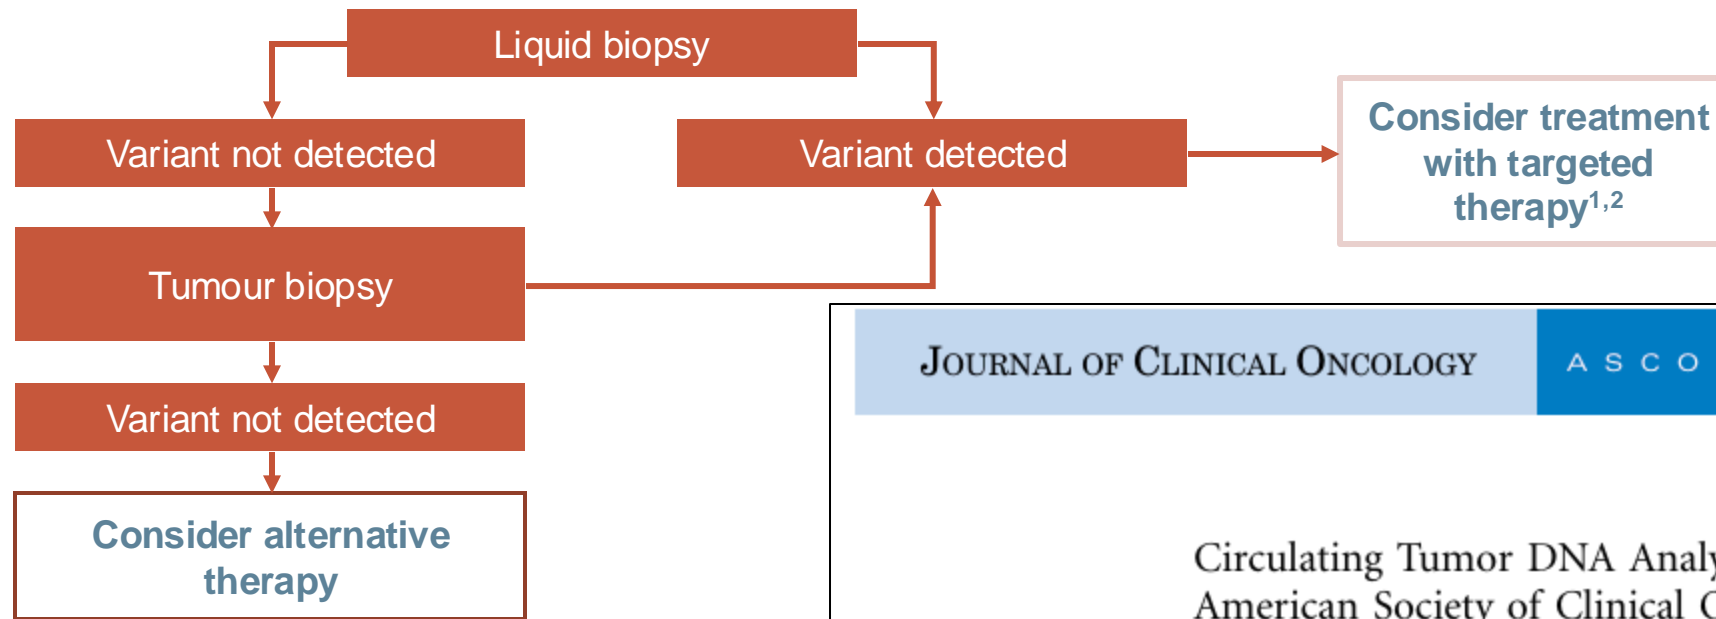 Liquid biopsy
Variant not detected
Variant detected
Consider treatment
with targeted
therapy1,2
Tumour biopsy
Variant not detected
Consider alternative
therapy
JOURNAL OF CLINICAL ONCOLOGY
ASCO
Circulating Tumor DNA Analy
American Society of Clinical